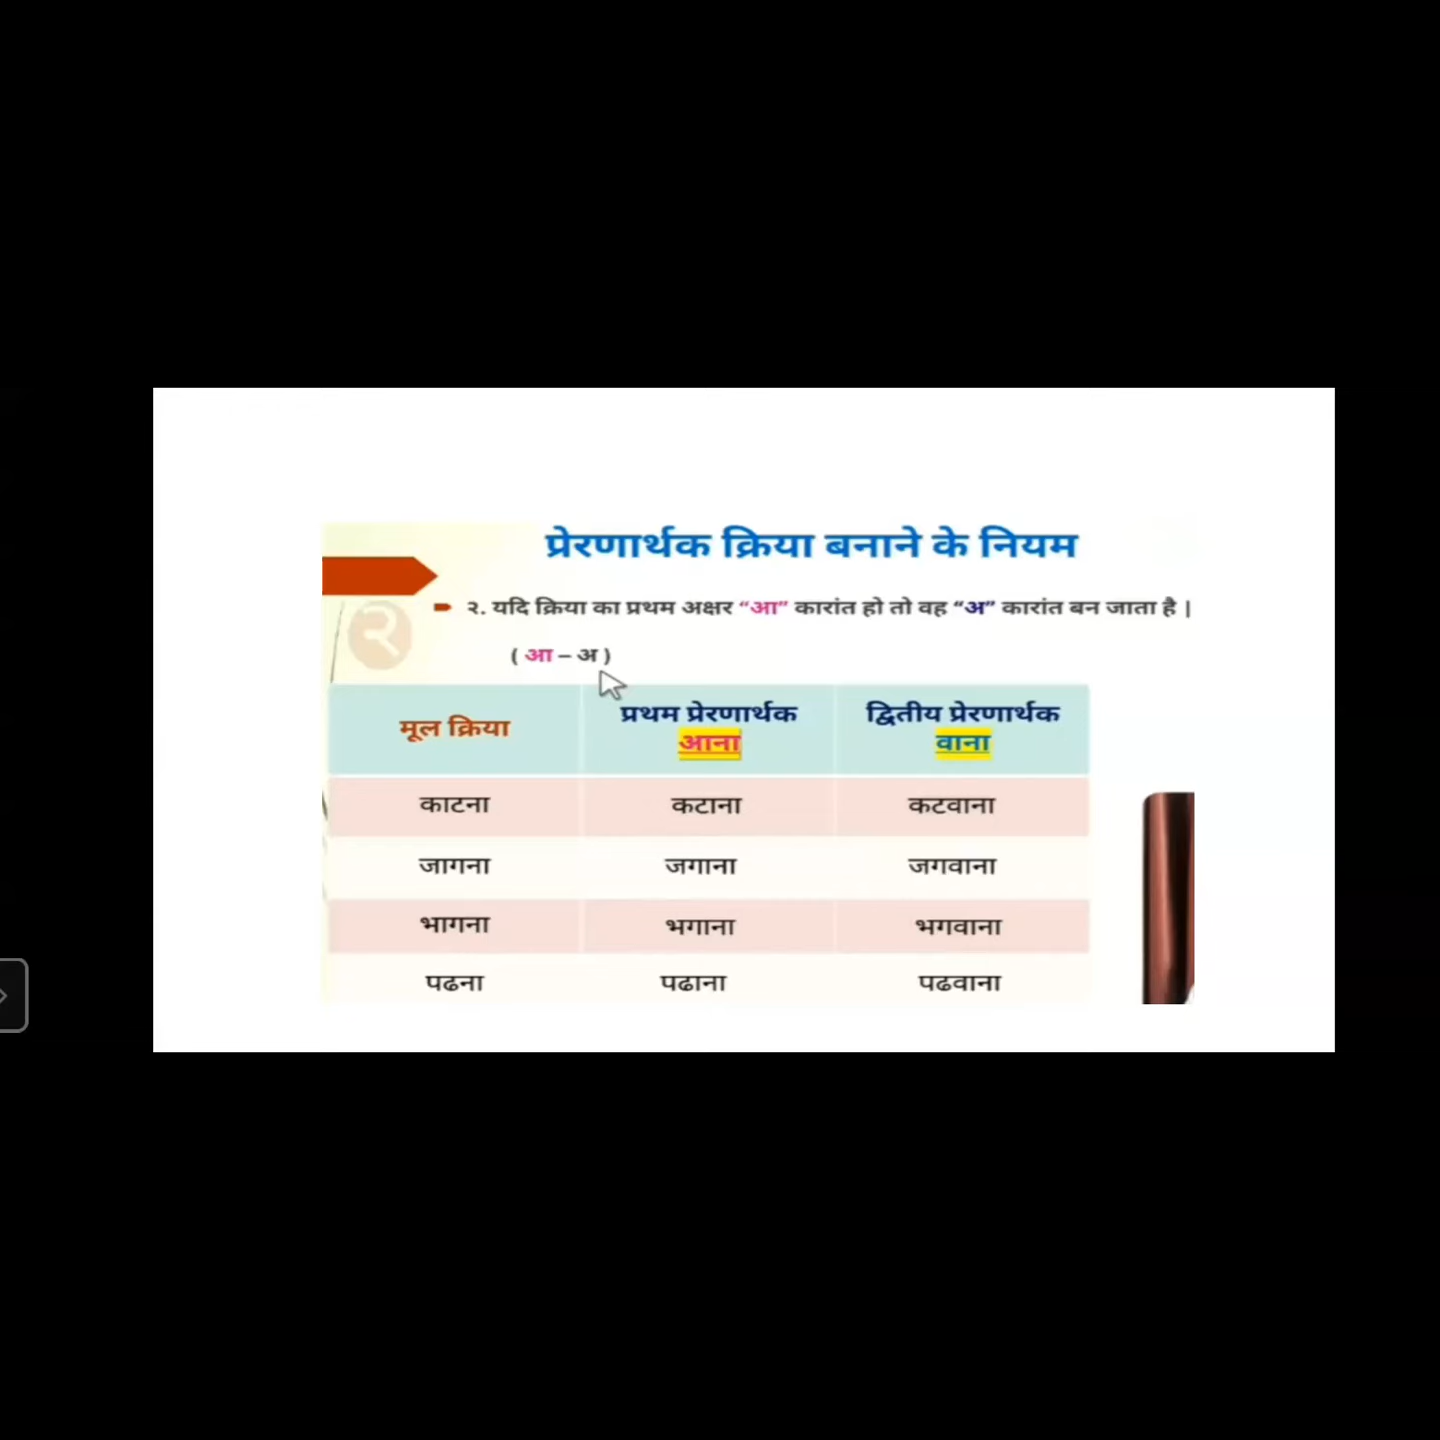 प्रेरणार्थक क्रिया बनाने के नियम
२. यदि क्रिया का प्रथम अक्षर “आ” कारांत हो तो वह “अ” कारांत बन जाता है |
२
( आ – अ )
मूल क्रिया प्रथम प्रेरणार्थक द्वितीय प्रेरणार्थक
आना वाना
काटना कटाना कटवाना
जागना जगाना जगवाना
भागना भगाना भगवाना
पढना पढाना पढवाना